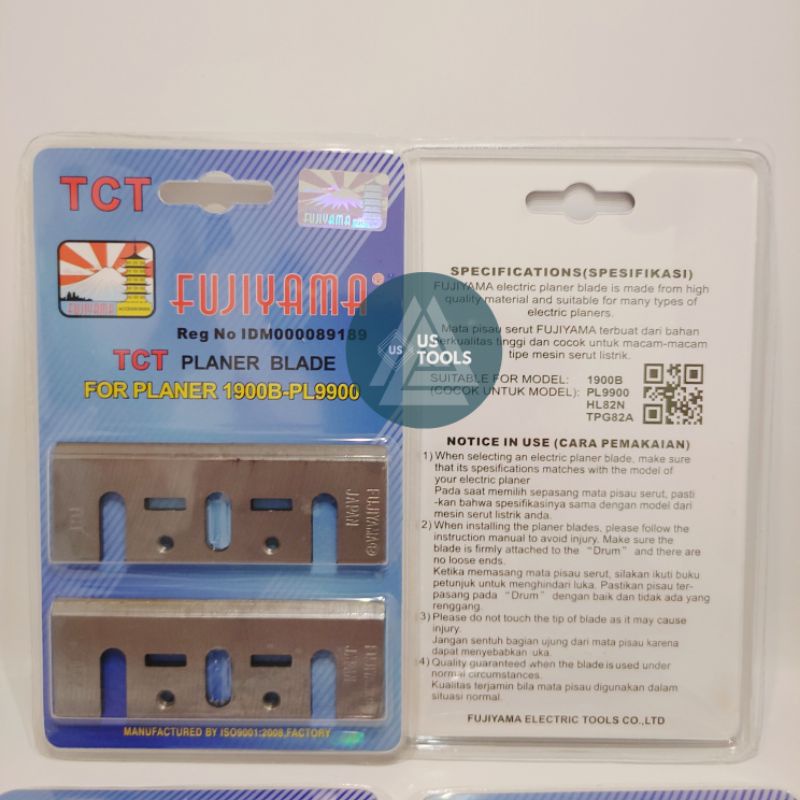 TCT
FUJIYAMA
FUJIYAMA
FUJIYAMA®
Reg No IDM000089189
TCT PLANER BLADE
FOR PLANER 1900B-PL9900
FUJIYAMA®
JAPAN
JAPAN
MANUFACTURED BY ISO9001:2008 FACTORY
US
US
TOOLS
SPECIFICATIONS(SPESIFIKASI)
FUJIYAMA electric planer blade is made from high
quality material and suitable for many types of
electric planers.
Mata pisau serut FUJIYAMA terbuat dari bahan
berkualitas tinggi dan cocok untuk macam-macam
tipe mesin serut listrik.
SUITABLE FOR MODEL: 1900B
(COCOK UNTUK MODEL): PL9900
HL82N
TPG82A
NOTICE IN USE (CARA PEMAKAIAN)
1) When selecting an electric planer blade, make sure
that its spesifications matches with the model of
your electric planer
Pada saat memilih sepasang mata pisau serut, pasti
-kan bahwa spesifikasinya sama dengan model dari
mesin serut listrik anda.
2) When installing the planer blades, please follow the
instruction manual to avoid injury. Make sure the
blade is firmly attached to the "Drum" and there are
no loose ends.
Ketika memasang mata pisau serut, silakan ikuti buku
petunjuk untuk menghindari luka. Pastikan pisau ter-
pasang pada "Drum" dengan baik dan tidak ada yang
renggang.
3) Please do not touch the tip of blade as it may cause
injury.
Jangan sentuh bagian ujung dari mata pisau karena
dapat menyebabkan uka.
4) Quality guaranteed when the blade is used under
normal circumstances.
Kualitas terjamin bila mata pisau digunakan dalam
situasi normal.
FUJIYAMA ELECTRIC TOOLS CO.,LTD